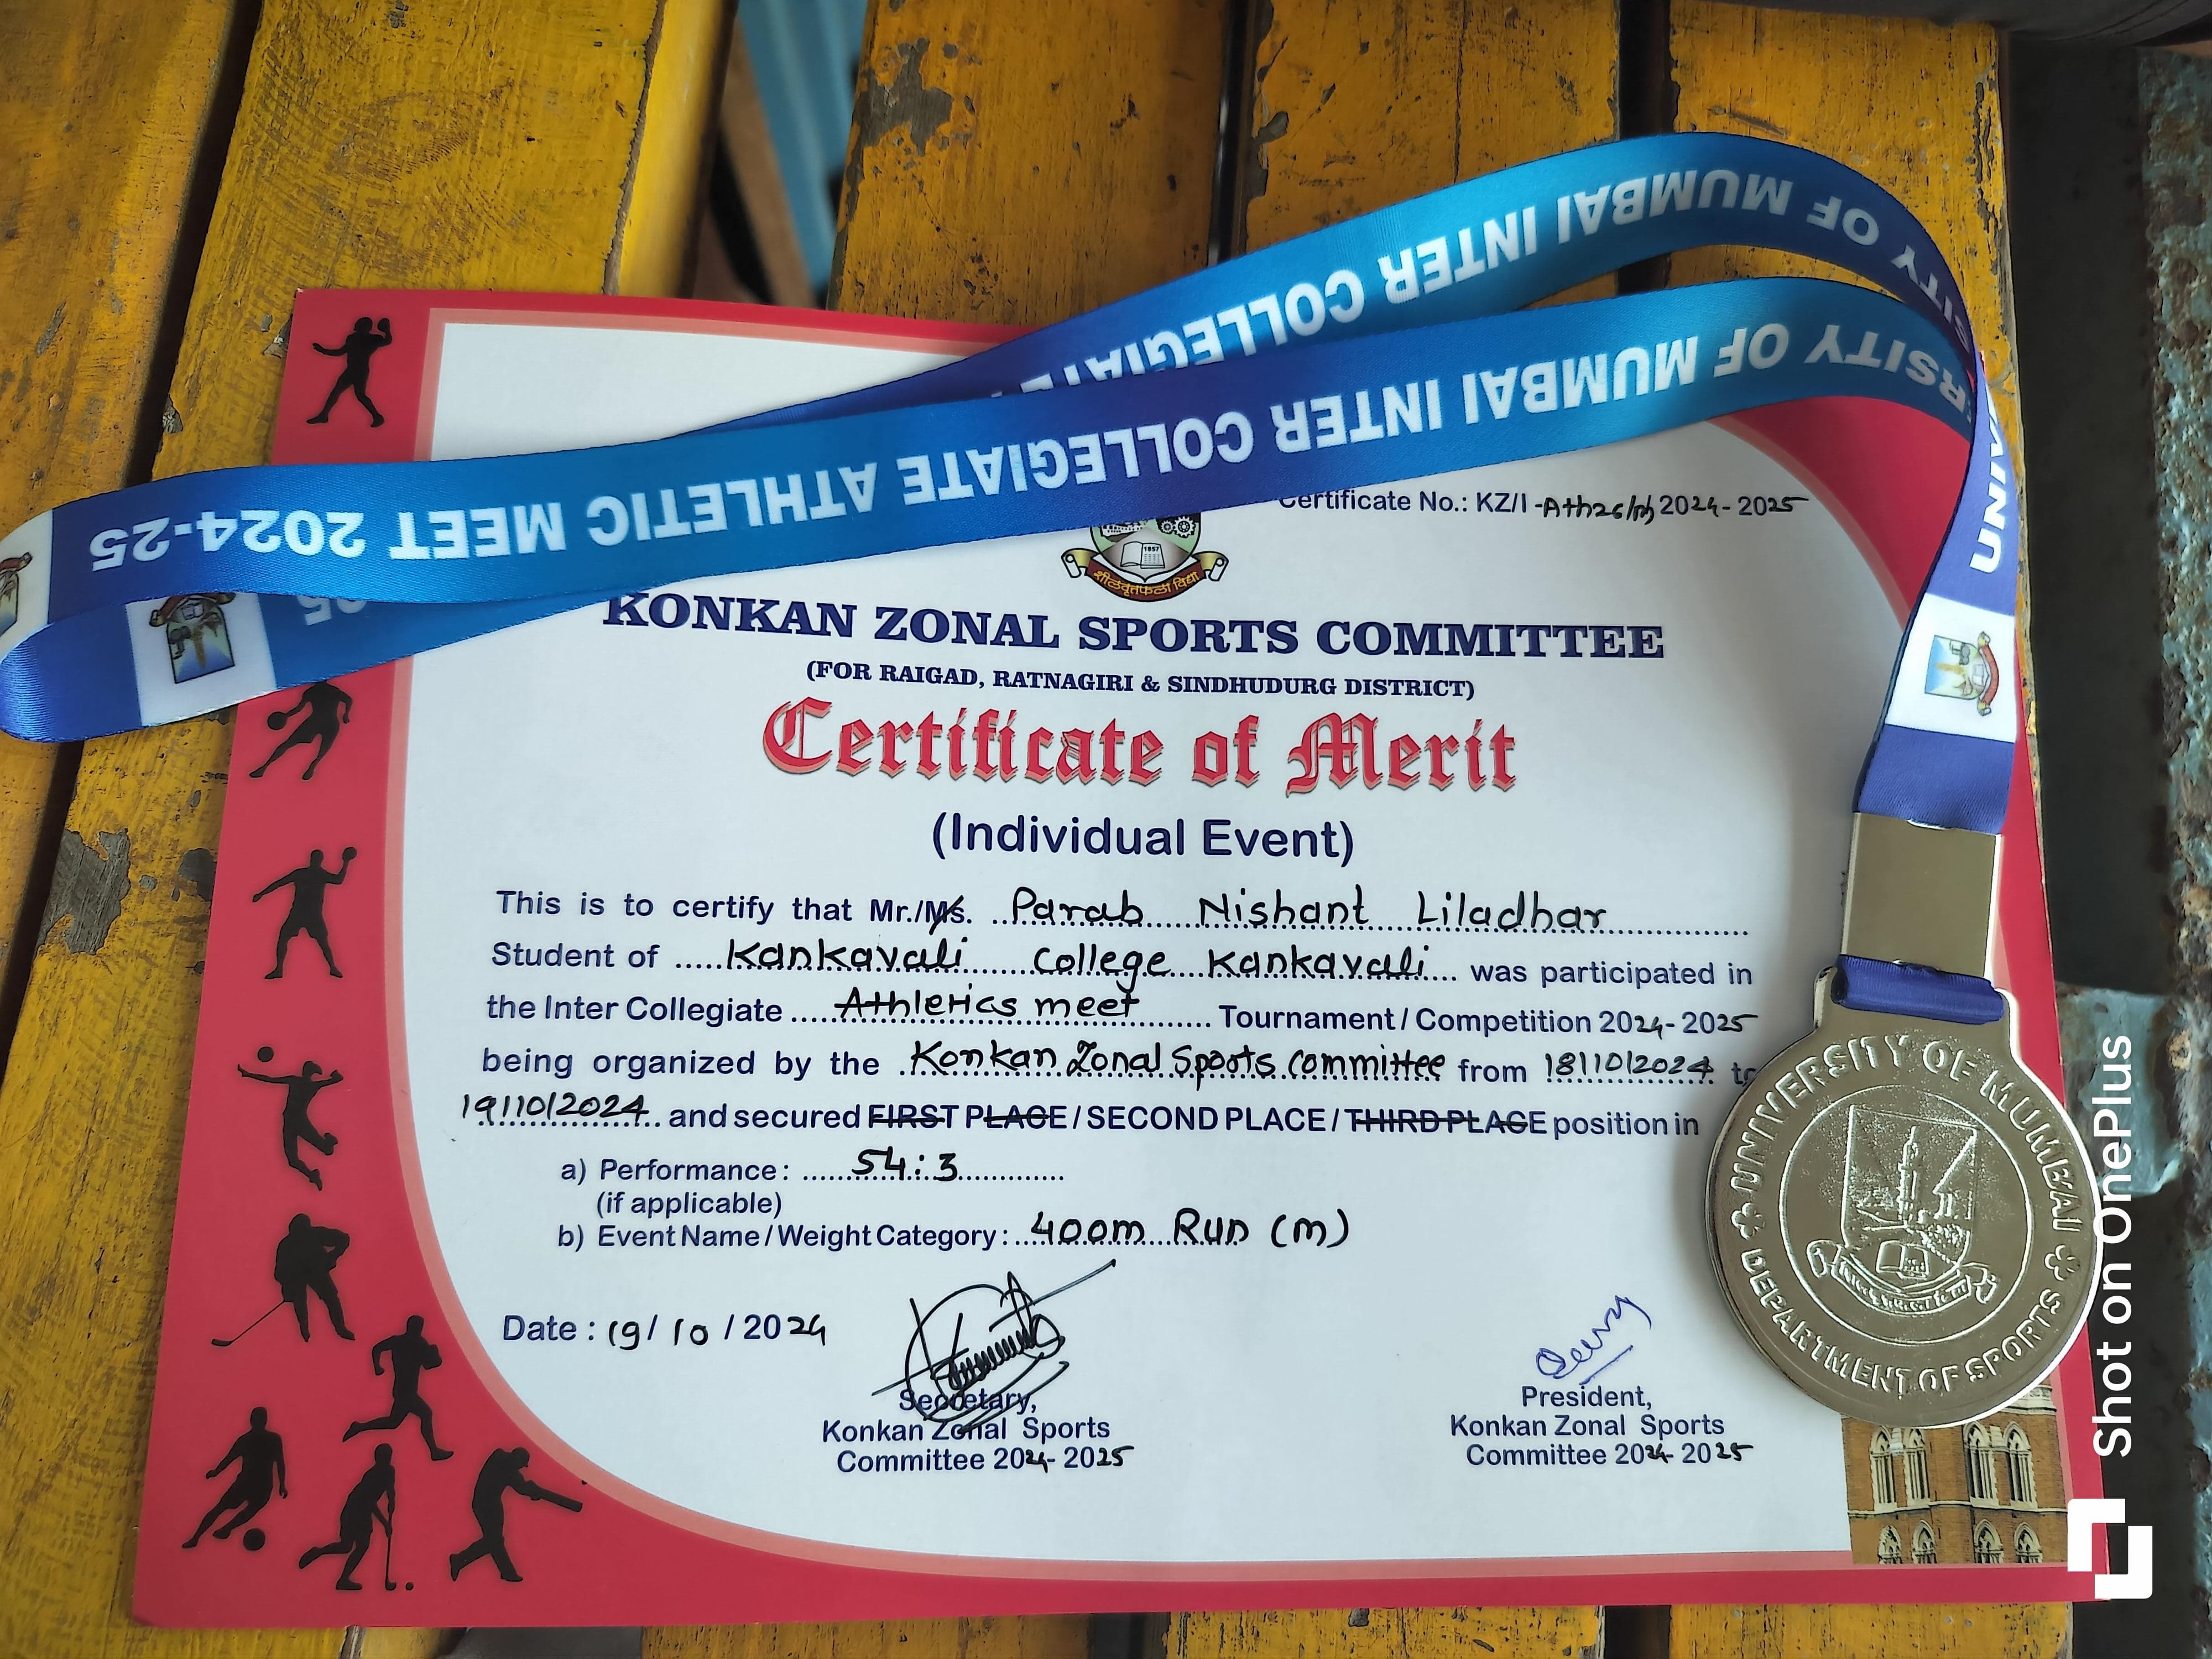 UNIVERSITY OF MUMBAI INTER COLLEGIATE
RSITY OF MUMBAI INTER COLLEGIATE ATHLETIC MEET 2024-25
25
UNIV
Certificate No.: KZ/I - 2024-2025
1857
शीलवृत्तफला विद्या
KONKAN ZONAL SPORTS COMMITTEE
(FOR RAIGAD, RATNAGIRI & SINDHUDURG DISTRICT)
Certificate of Merit
(Individual Event)
This is to certify that Mr./Ms. Parab Nishant Liladhar
Student of Kankavali College Kankavali was participated in
the Inter Collegiate Athletics meet Tournament / Competition 2024-2025
being organized by the Konkan Zonal Sports Committee from 18/10/2024 to
19/10/2024 and secured FIRST PLACE / SECOND PLACE / THIRD PLACE position in
a) Performance : 54:3
(if applicable)
b) Event Name / Weight Category : 400m Run (m)
Date : 19/10/2024
Secretary,
Konkan Zonal Sports
Committee 2024-2025
President,
Konkan Zonal Sports
Committee 2024-2025
UNIVERSITY OF MUMBAI
DEPARTMENT OF SPORTS
Shot on OnePlus